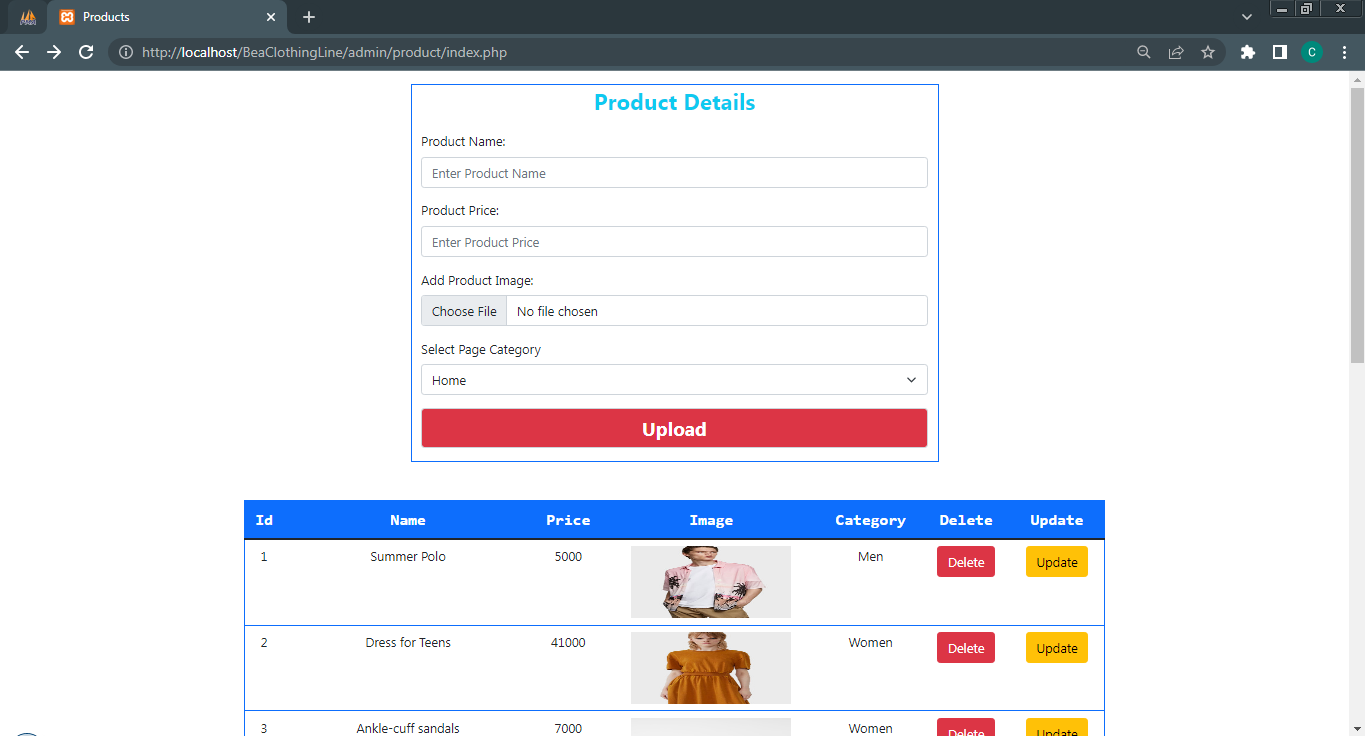 Products
http://localhost/BeaClothingLine/admin/product/index.php
C
Product Details
Product Name:
Enter Product Name
Product Price:
Enter Product Price
Add Product Image:
Choose File No file chosen
Select Page Category
Home
Upload
Id Name Price Image Category Delete Update
1 Summer Polo 5000 Men Delete Update
2 Dress for Teens 41000 Women Delete Update
3 Ankle-cuff sandals 7000 Women Delete Update